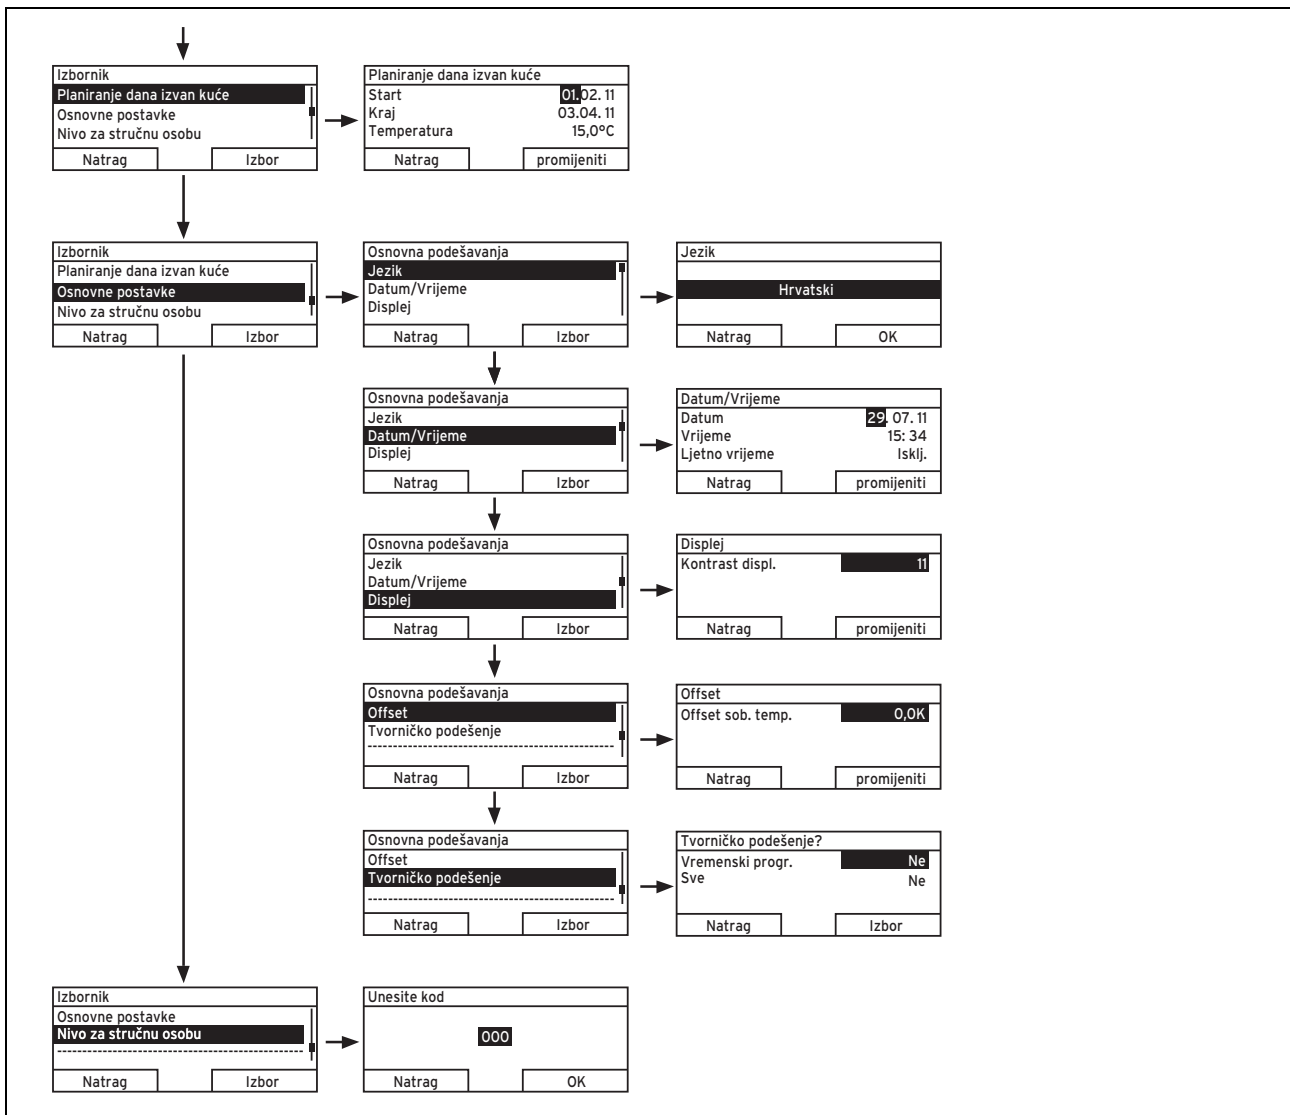 Izbornik
Planiranje dana izvan kuće
Osnovne postavke
Nivo za stručnu osobu
Natrag Izbor
Planiranje dana izvan kuće
Start 01.02. 11
Kraj 03.04. 11
Temperatura 15,0°C
Natrag promijeniti
Izbornik
Planiranje dana izvan kuće
Osnovne postavke
Nivo za stručnu osobu
Natrag Izbor
Osnovna podešavanja
Jezik
Datum/Vrijeme
Displej
Natrag Izbor
Jezik
Hrvatski
Natrag OK
Osnovna podešavanja
Jezik
Datum/Vrijeme
Displej
Natrag Izbor
Datum/Vrijeme
Datum 29. 07. 11
Vrijeme 15: 34
Ljetno vrijeme Isklj.
Natrag promijeniti
Osnovna podešavanja
Jezik
Datum/Vrijeme
Displej
Natrag Izbor
Displej
Kontrast displ. 11
Natrag promijeniti
Osnovna podešavanja
Offset
Tvorničko podešenje
Natrag Izbor
Offset
Offset sob. temp. 0,0K
Natrag promijeniti
Osnovna podešavanja
Offset
Tvorničko podešenje
Natrag Izbor
Tvorničko podešenje?
Vremenski progr. Ne
Sve Ne
Natrag Izbor
Izbornik
Osnovne postavke
Nivo za stručnu osobu
Natrag Izbor
Unesite kod
000
Natrag OK